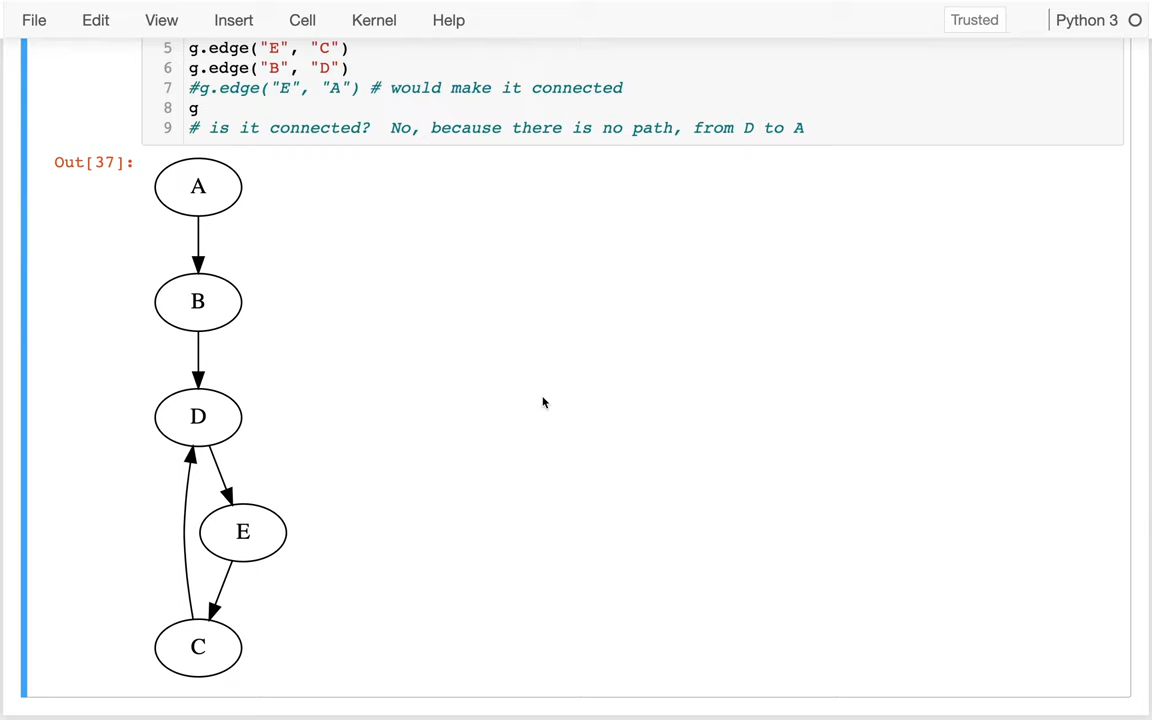 File Edit View Insert Cell Kernel Help Trusted Python 3
5 g.edge("E", "C")
6 g.edge("B", "D")
7 #g.edge("E", "A") # would make it connected
8 g
9 # is it connected?  No, because there is no path, from D to A
Out[37]:
A
B
D
E
C